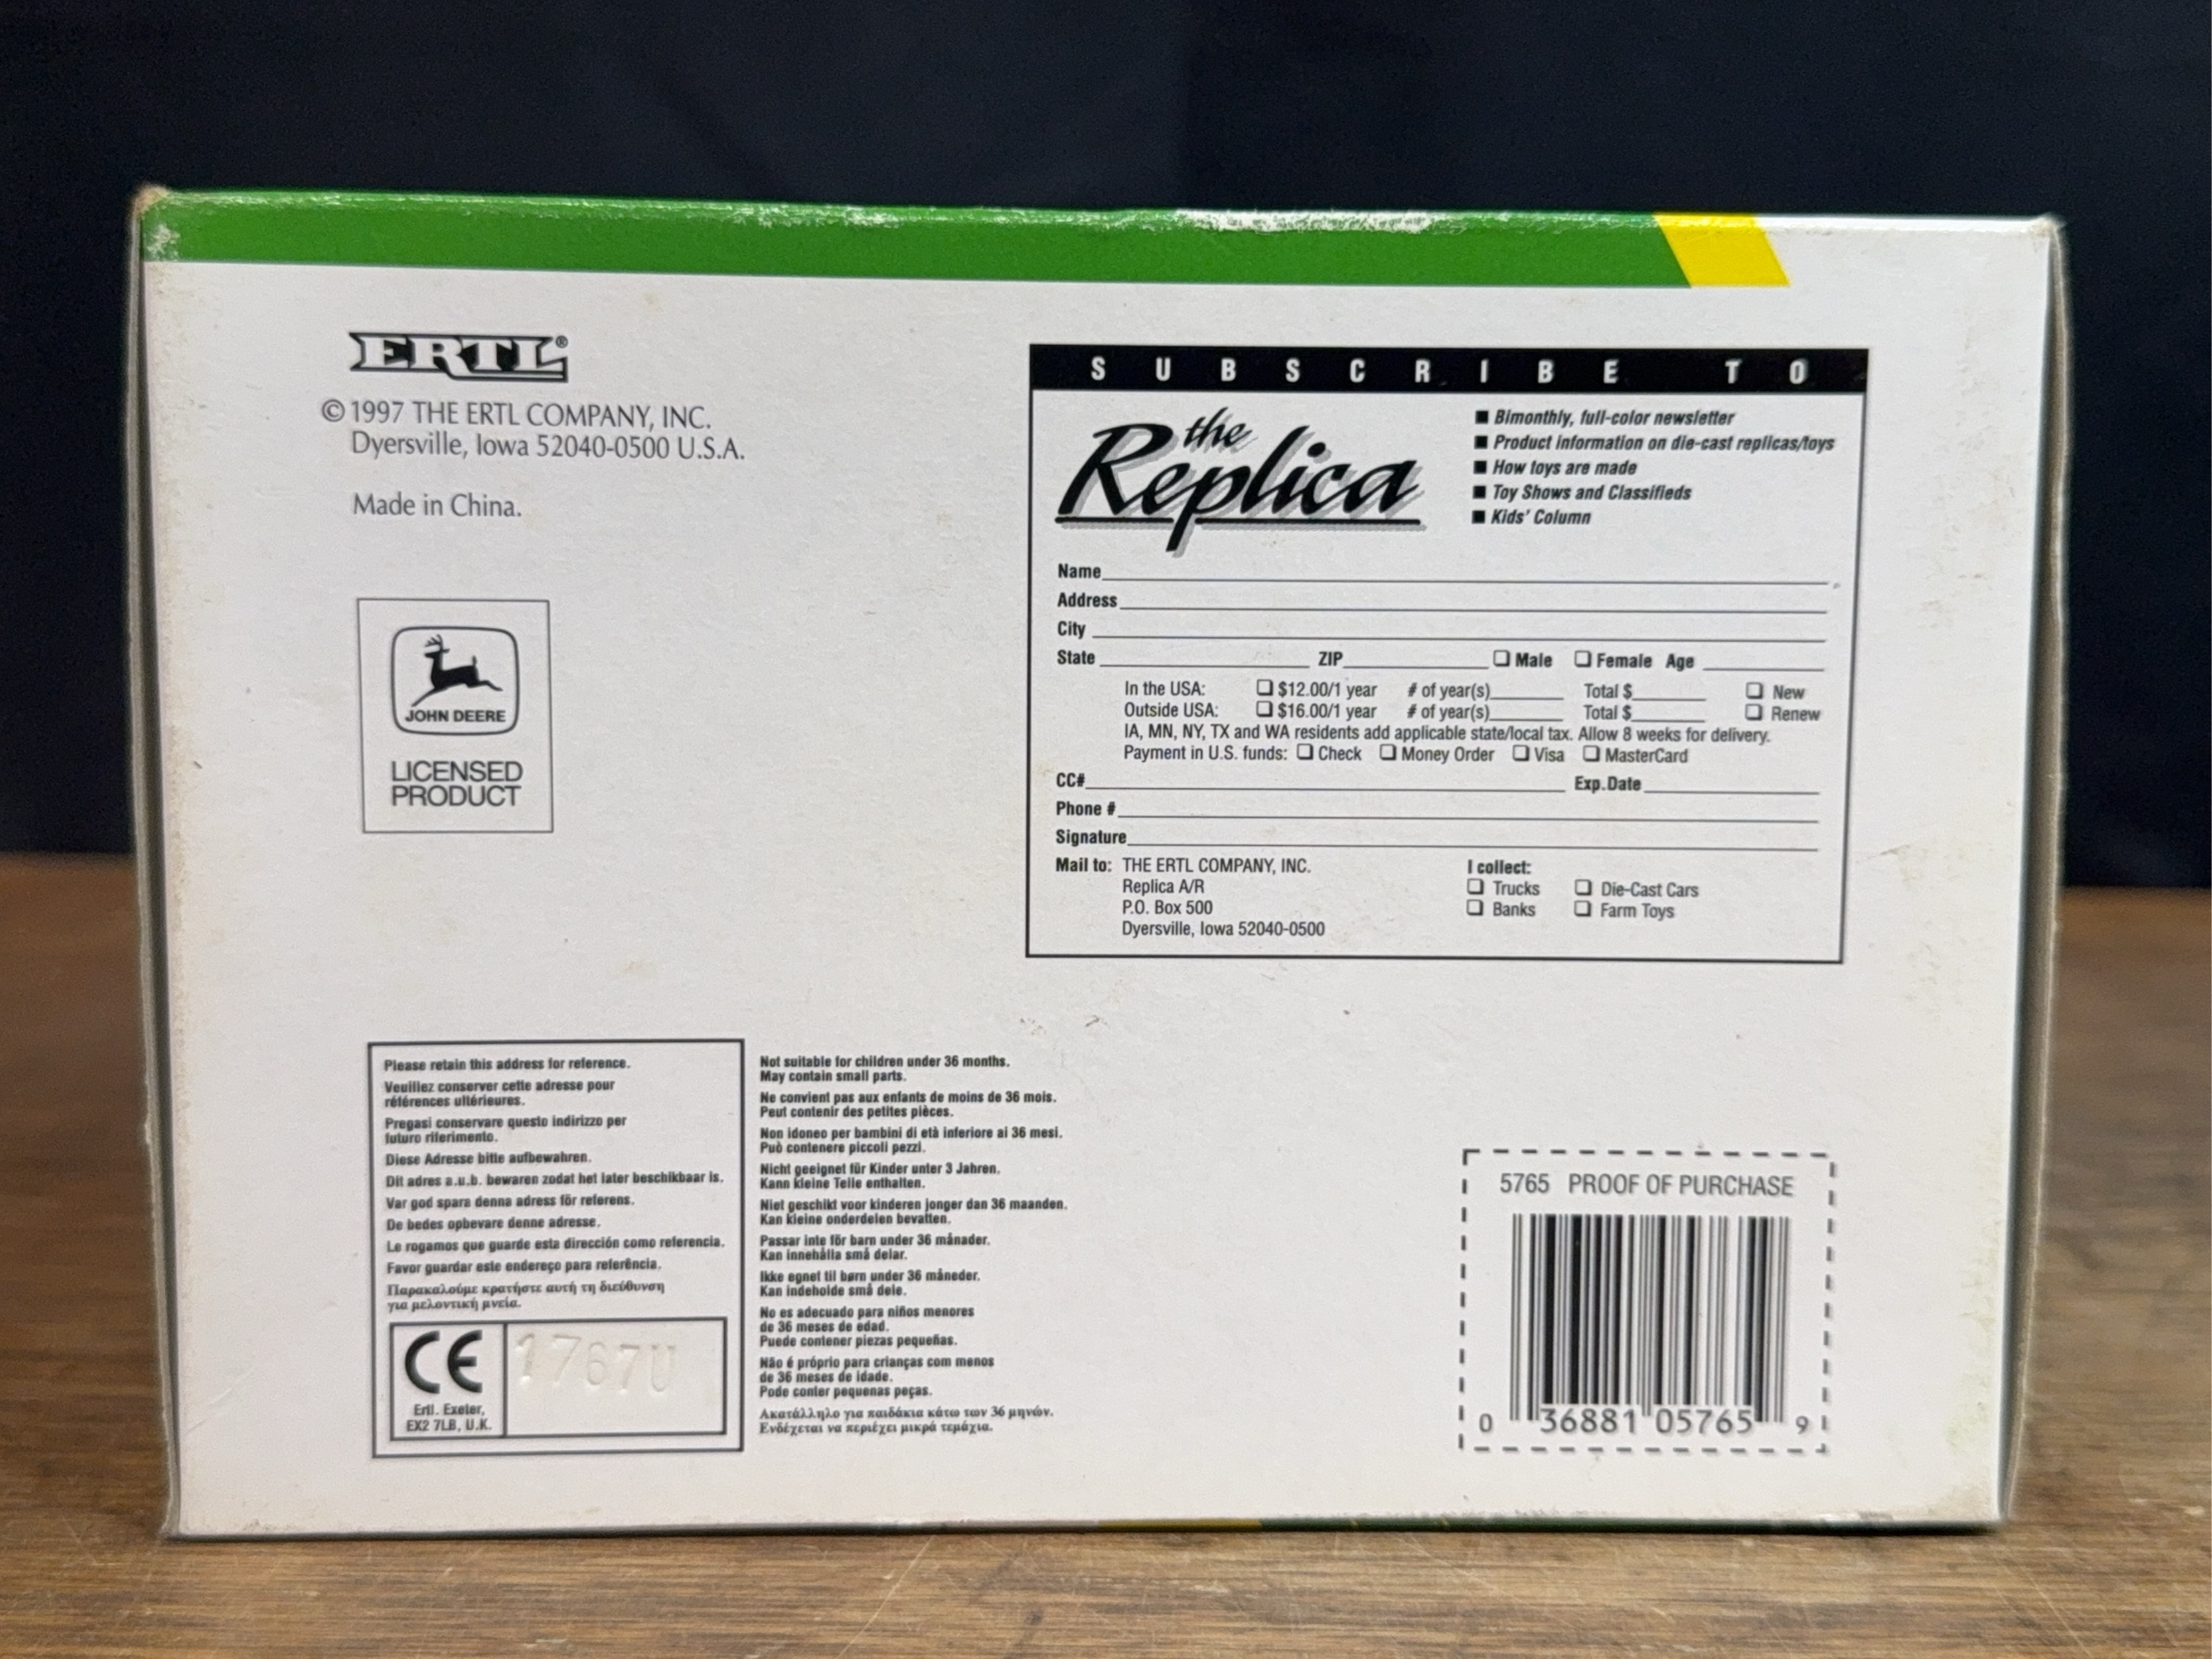 ERTL®
© 1997 THE ERTL COMPANY, INC.
Dyersville, Iowa 52040-0500 U.S.A.
Made in China.
JOHN DEERE
LICENSED
PRODUCT
SUBSCRIBE TO
the
Replica
■ Bimonthly, full-color newsletter
■ Product information on die-cast replicas/toys
■ How toys are made
■ Toy Shows and Classifieds
■ Kids' Column
Name
Address
City
State ZIP ❑ Male ❑ Female Age
In the USA: ❑ $12.00/1 year # of year(s) Total $ ❑ New
Outside USA: ❑ $16.00/1 year # of year(s) Total $ ❑ Renew
IA, MN, NY, TX and WA residents add applicable state/local tax. Allow 8 weeks for delivery.
Payment in U.S. funds: ❑ Check ❑ Money Order ❑ Visa ❑ MasterCard
CC# Exp.Date
Phone #
Signature
Mail to: THE ERTL COMPANY, INC.
Replica A/R
P.O. Box 500
Dyersville, Iowa 52040-0500
I collect:
❑ Trucks ❑ Die-Cast Cars
❑ Banks ❑ Farm Toys
Please retain this address for reference.
Veuillez conserver cette adresse pour
références ultérieures.
Pregasi conservare questo indirizzo per
futuro riferimento.
Diese Adresse bitte aufbewahren.
Dit adres a.u.b. bewaren zodat het later beschikbaar is.
Var god spara denna adress för referens.
De bedes opbevare denne adresse.
Le rogamos que guarde esta dirección como referencia.
Favor guardar este endereço para referência.
Παρακαλούμε κρατήστε αυτή τη διεύθυνση
για μελοντική μνεία.
CE
Ertl. Exeter,
EX2 7LB, U.K.
1767U
Not suitable for children under 36 months.
May contain small parts.
Ne convient pas aux enfants de moins de 36 mois.
Peut contenir des petites pièces.
Non idoneo per bambini di età inferiore ai 36 mesi.
Può contenere piccoli pezzi.
Nicht geeignet für Kinder unter 3 Jahren.
Kann kleine Teile enthalten.
Niet geschikt voor kinderen jonger dan 36 maanden.
Kan kleine onderdelen bevatten.
Passar inte för barn under 36 månader.
Kan innehålla små delar.
Ikke egnet til børn under 36 måneder.
Kan indeholde små dele.
No es adecuado para niños menores
de 36 meses de edad.
Puede contener piezas pequeñas.
Não é próprio para crianças com menos
de 36 meses de idade.
Pode conter pequenas peças.
Ακατάλληλο για παιδάκια κάτω των 36 μηνών.
Ενδέχεται να περιέχει μικρά τεμάχια.
5765 PROOF OF PURCHASE
0 36881 05765 9